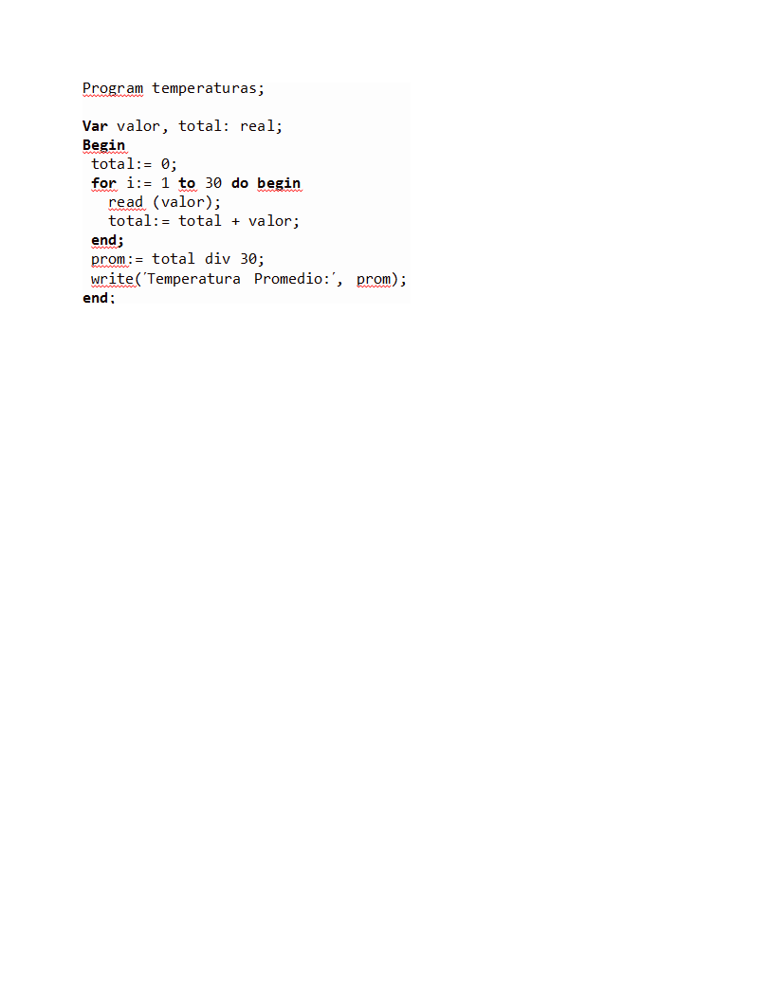 Program temperaturas;
Var valor, total: real;
Begin
total:= 0;
for i:= 1 to 30 do begin
read (valor);
total:= total + valor;
end;
prom:= total div 30;
write(´Temperatura Promedio:´, prom);
end;